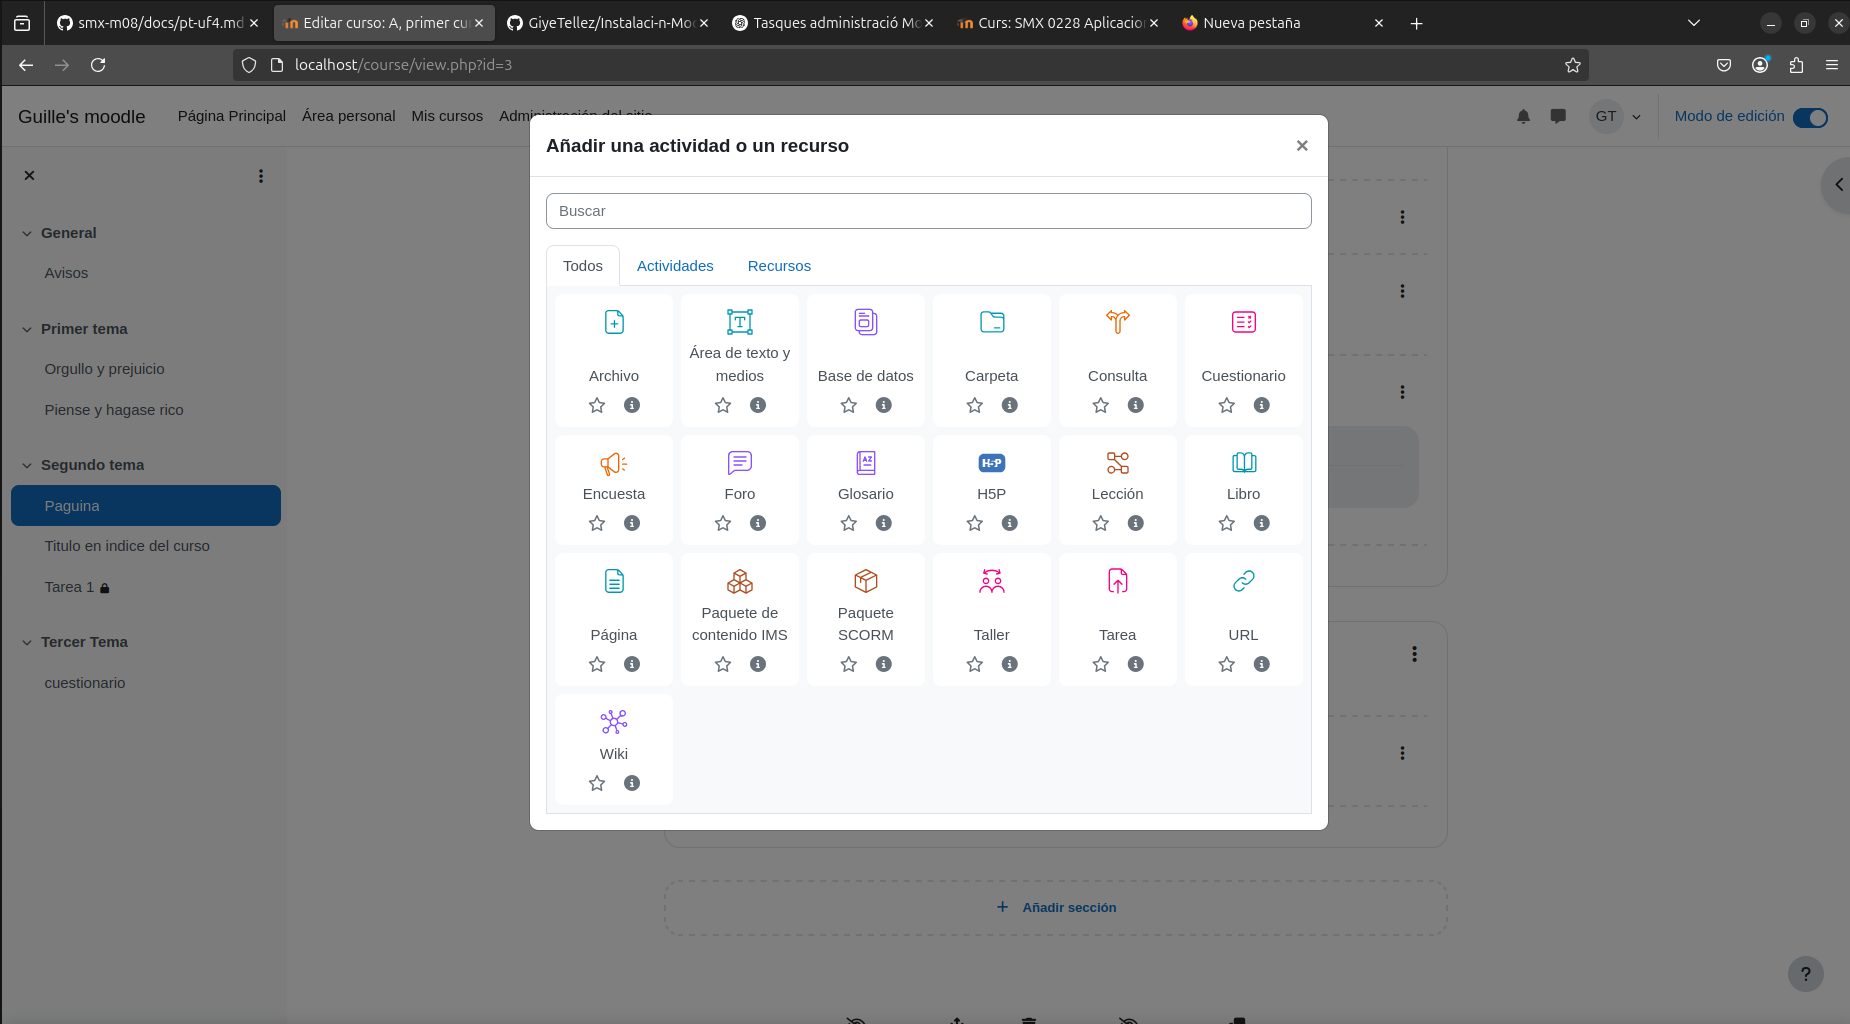 smx-m08/docs/pt-uf4.md
Editar curso: A, primer cu
GiyeTellez/Instalaci-n-Moo
Tasques administració Mo
Curs: SMX 0228 Aplicacion
Nueva pestaña
localhost/course/view.php?id=3
Guille's moodle
Página Principal
Área personal
Mis cursos
Administración del sitio
GT
Modo de edición
General
Avisos
Primer tema
Orgullo y prejuicio
Piense y hagase rico
Segundo tema
Paguina
Titulo en indice del curso
Tarea 1
Tercer Tema
cuestionario
Añadir una actividad o un recurso
Buscar
Todos
Actividades
Recursos
Archivo
Área de texto y
medios
Base de datos
Carpeta
Consulta
Cuestionario
Encuesta
Foro
Glosario
H5P
Lección
Libro
Página
Paquete de
contenido IMS
Paquete
SCORM
Taller
Tarea
URL
Wiki
Añadir sección
?